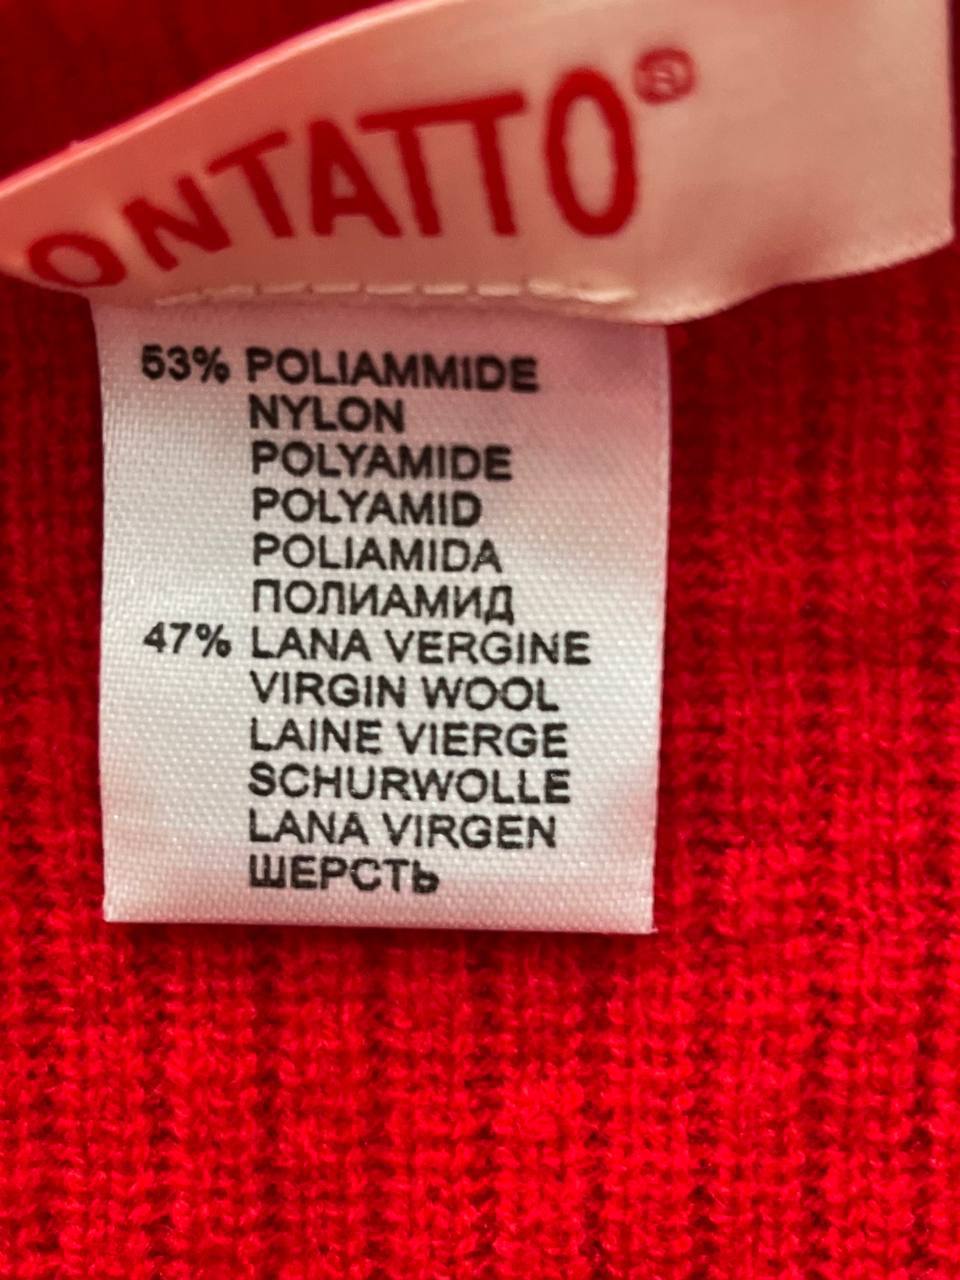 ONTATTO®
53% POLIAMMIDE
NYLON
POLYAMIDE
POLYAMID
POLIAMIDA
ПОЛИАМИД
47% LANA VERGINE
VIRGIN WOOL
LAINE VIERGE
SCHURWOLLE
LANA VIRGEN
ШЕРСТЬ